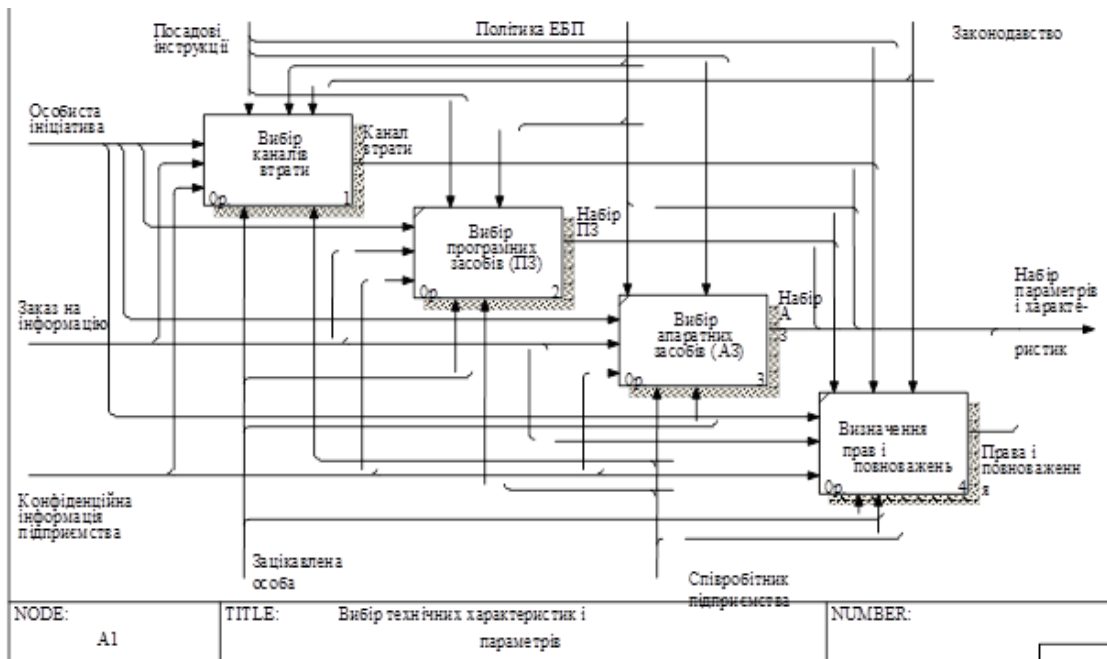 Посадові
інструкції
Політика ЕБП
Законодавство
Особиста
ініціатива
Вибір
каналів
втрати
0р.
1
Канал
втрати
Вибір
програмних
засобів (ПЗ)
0р.
2
Набір
ПЗ
Заказ на
інформацію
Вибір
апаратних
засобів (АЗ)
0р.
3
Набір
А
З
Набір
параметрів
і характе-
ристик
Визначення
прав і
повноважень
0р.
4
Права і
повноваженн
я
Конфіденційна
інформація
підприємства
Зацікавлена
особа
Співробітник
підприємства
NODE:
A1
TITLE:
Вибір технічних характеристик і
параметрів
NUMBER: